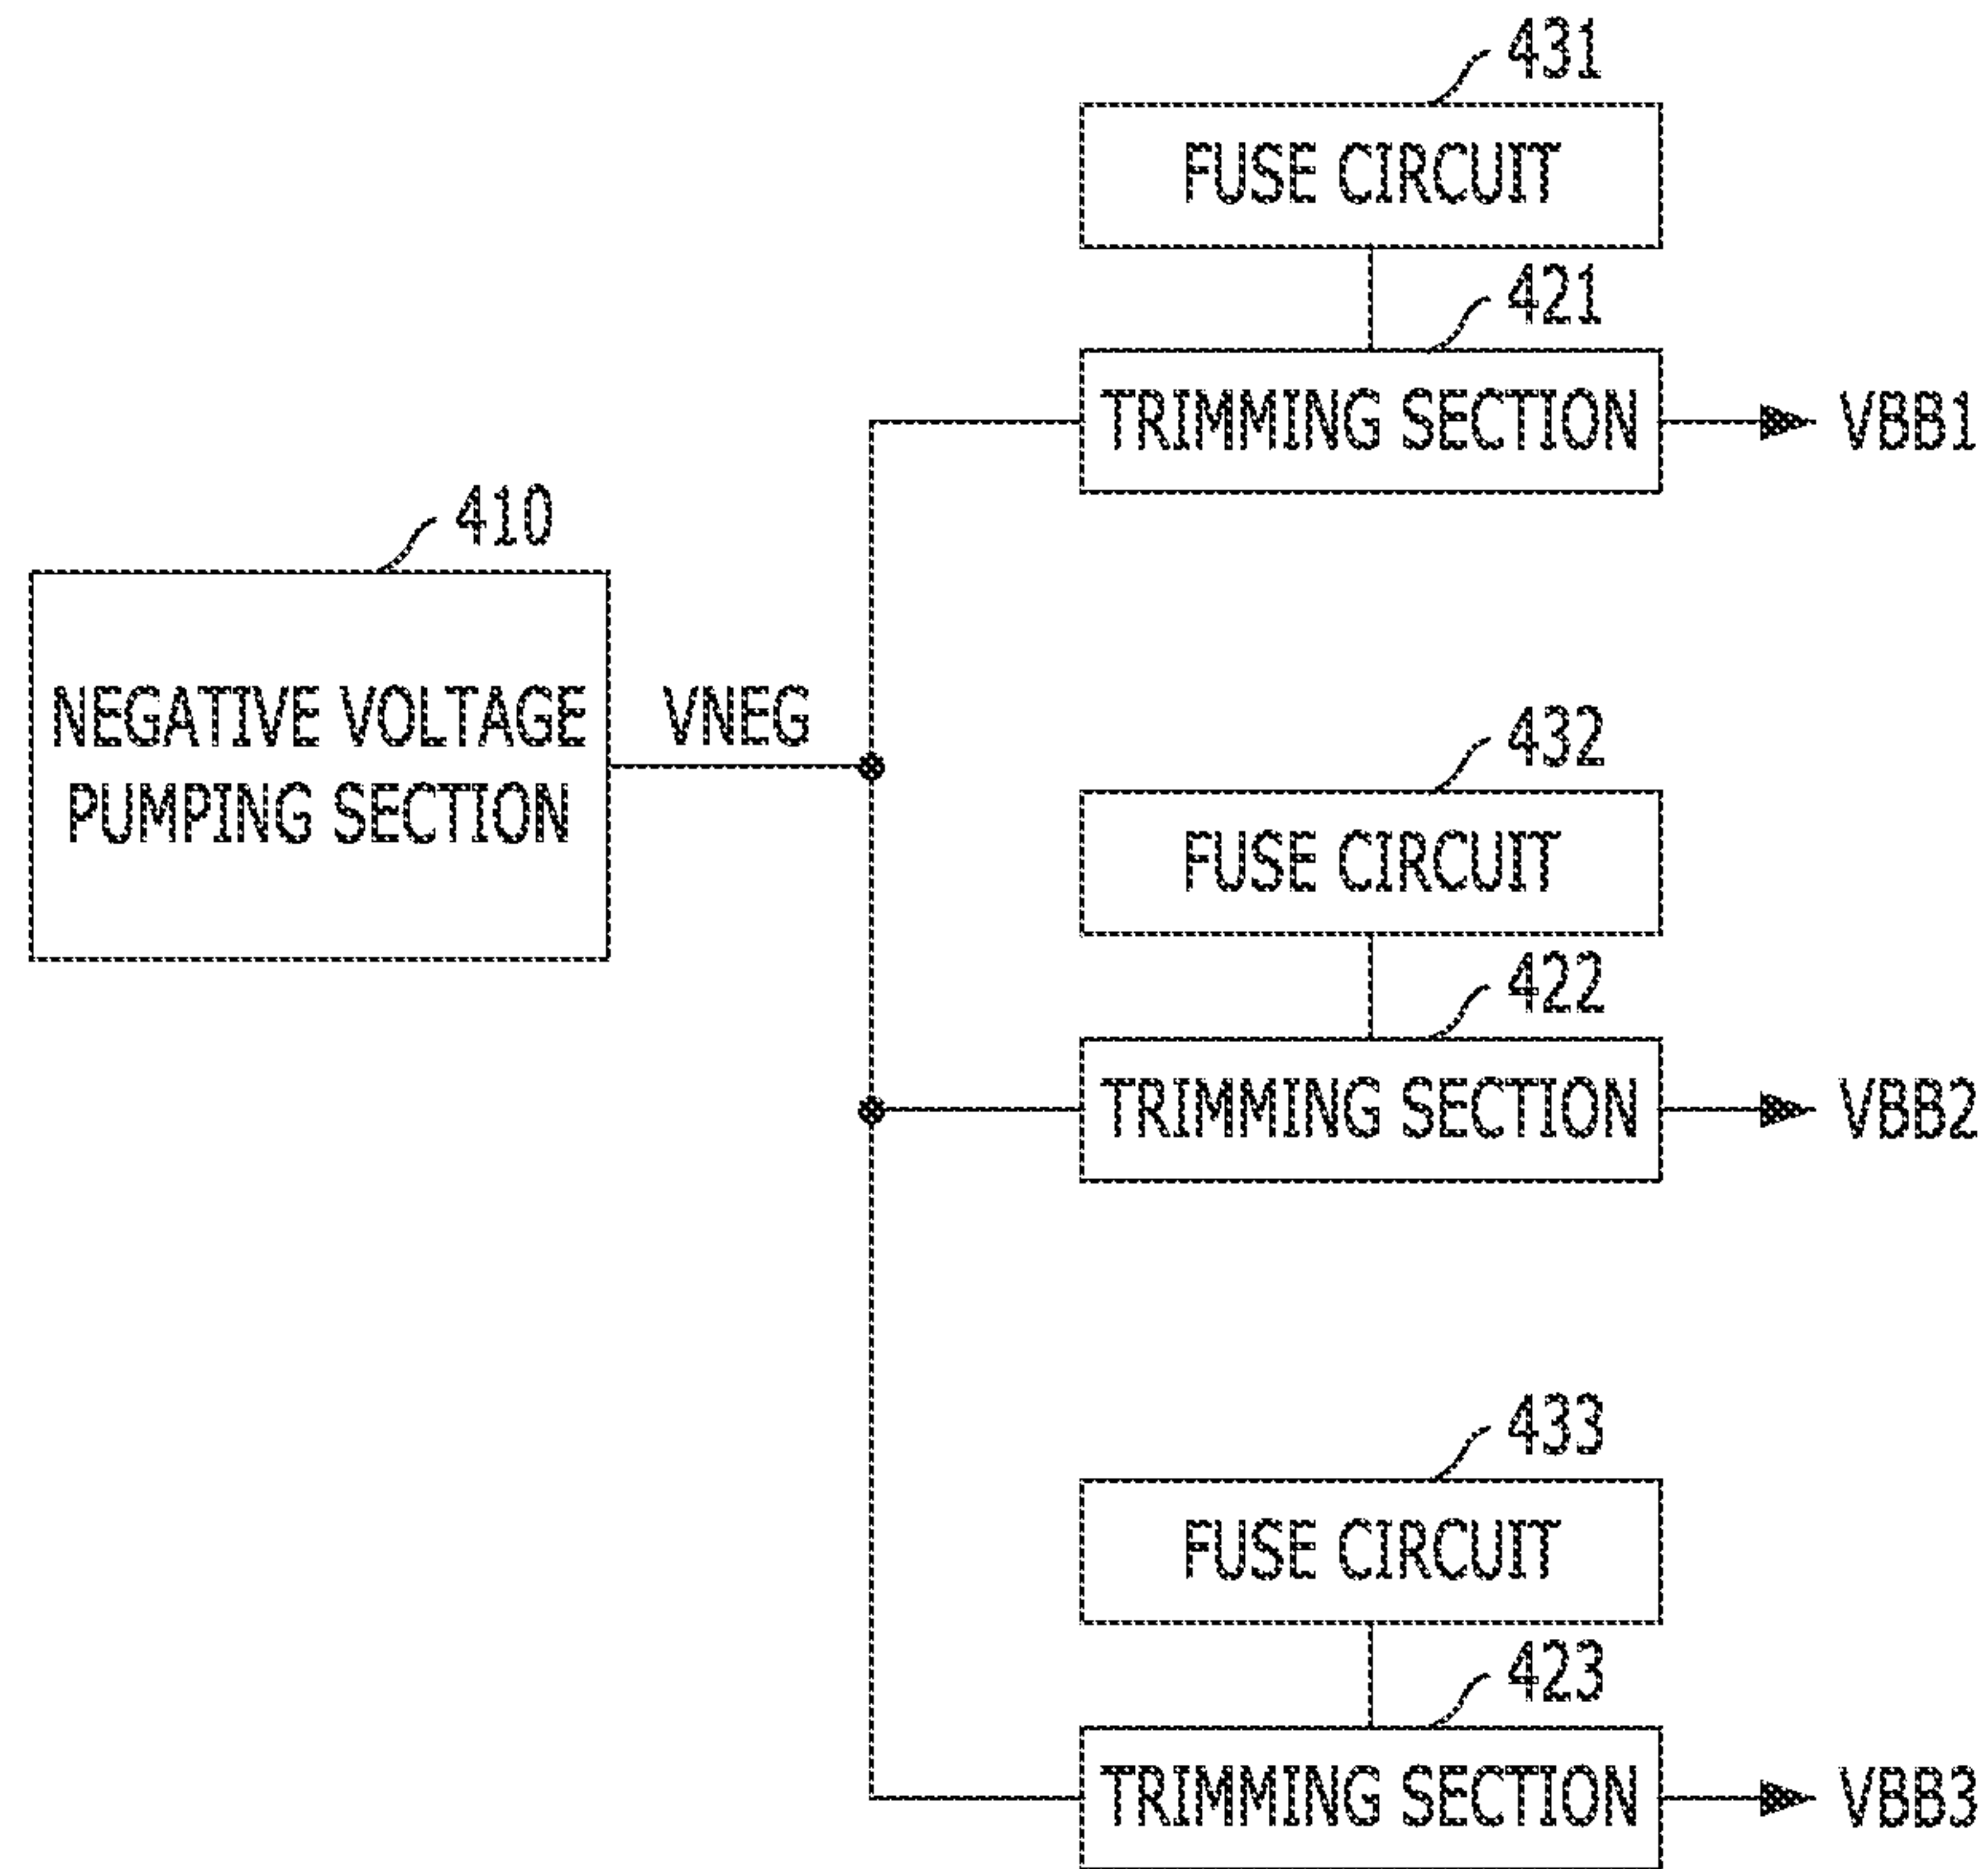 431
FUSE CIRCUIT
421
TRIMMING SECTION
VBB1
410
NEGATIVE VOLTAGE
PUMPING SECTION
VNEG
432
FUSE CIRCUIT
422
TRIMMING SECTION
VBB2
433
FUSE CIRCUIT
423
TRIMMING SECTION
VBB3